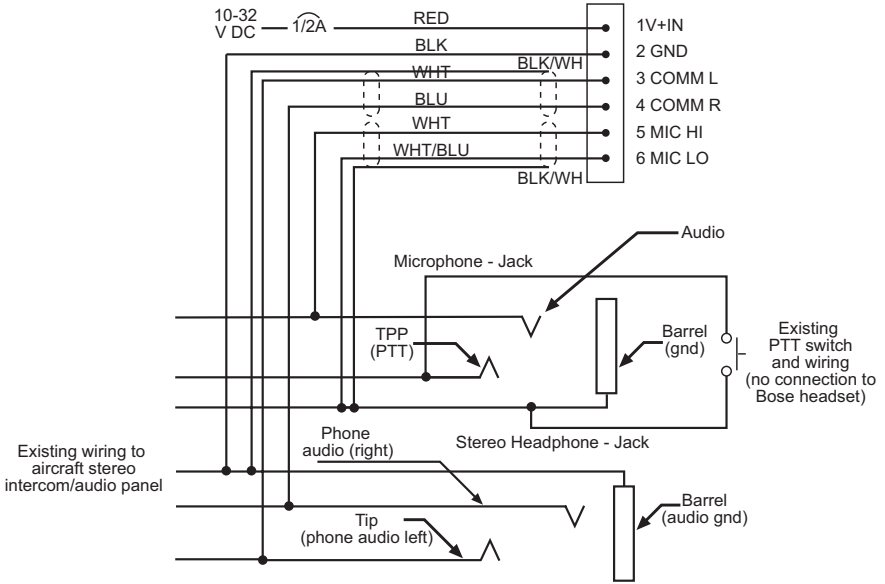 10-32
V DC
1/2A
RED
1V+IN
BLK
2 GND
BLK/WH
WHT
3 COMM L
BLU
4 COMM R
WHT
5 MIC HI
WHT/BLU
6 MIC LO
BLK/WH
Audio
Microphone - Jack
TPP
(PTT)
Barrel
(gnd)
Existing
PTT switch
and wiring
(no connection to
Bose headset)
Existing wiring to
aircraft stereo
intercom/audio panel
Phone
audio (right)
Stereo Headphone - Jack
Tip
(phone audio left)
Barrel
(audio gnd)